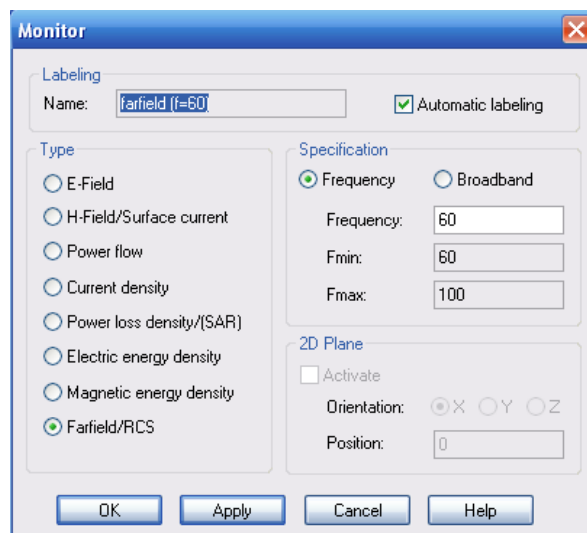 Monitor
Labeling
Name: farfield (f=60) Automatic labeling
Type
E-Field
H-Field/Surface current
Power flow
Current density
Power loss density/(SAR)
Electric energy density
Magnetic energy density
Farfield/RCS
Specification
Frequency Broadband
Frequency: 60
Fmin: 60
Fmax: 100
2D Plane
Activate
Orientation: X Y Z
Position: 0
OK Apply Cancel Help